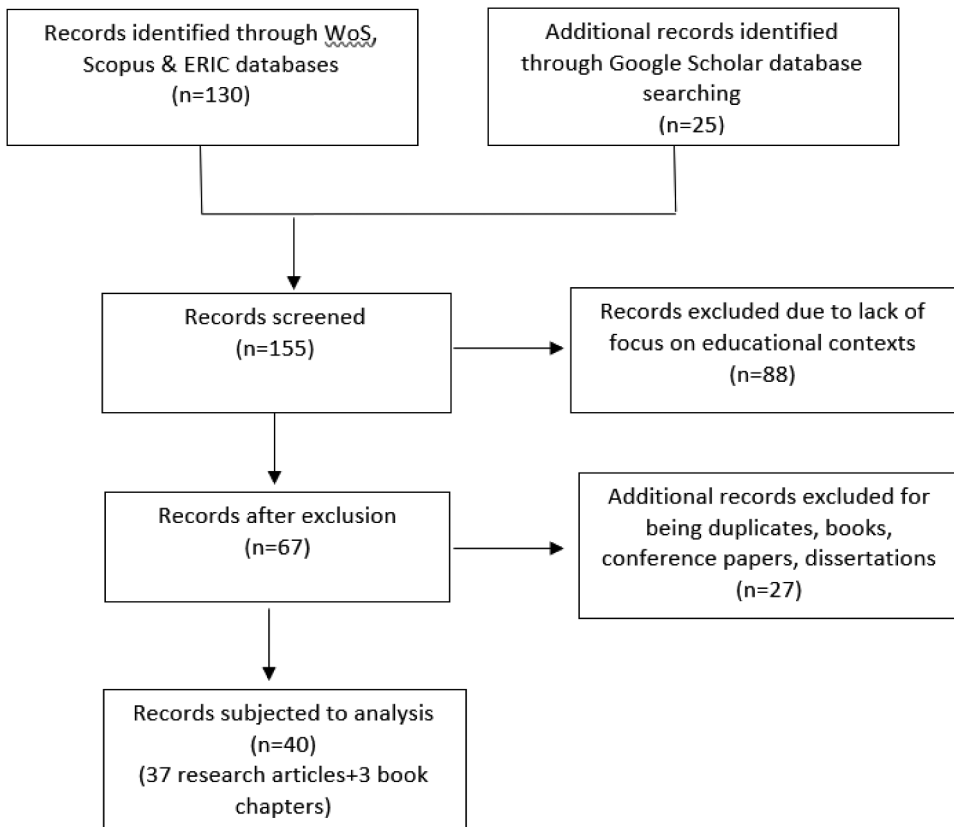 Records identified through WoS,
Scopus & ERIC databases
(n=130)
Additional records identified
through Google Scholar database
searching
(n=25)
Records screened
(n=155)
Records excluded due to lack of
focus on educational contexts
(n=88)
Records after exclusion
(n=67)
Additional records excluded for
being duplicates, books,
conference papers, dissertations
(n=27)
Records subjected to analysis
(n=40)
(37 research articles+3 book
chapters)